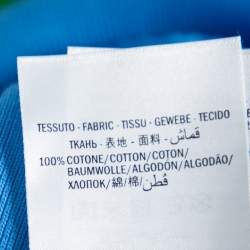 TESSUTO - FABRIC - TISSU - GEWEBE - TECIDO
ТКАНЬ - 表地 - 面料 - قماش
100% COTONE/COTTON/COTON/
BAUMWOLLE/ALGODÓN/ALGODÃO/
ХЛОПОК/綿/棉/قطن